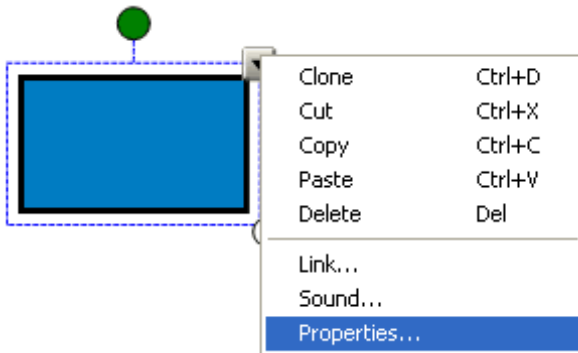 Clone Ctrl+D
Cut Ctrl+X
Copy Ctrl+C
Paste Ctrl+V
Delete Del
Link...
Sound...
Properties...